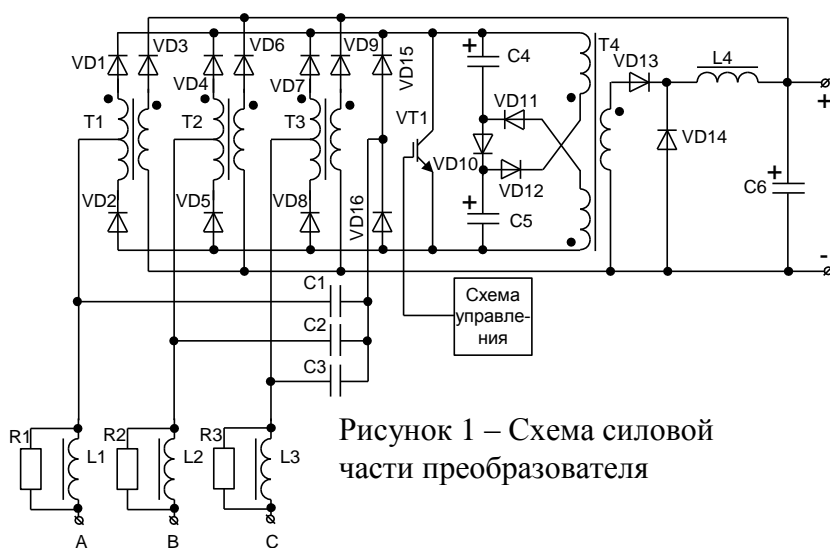 VD3
VD6
VD9
VD15
VD1
VD4
VD7
C4
T4
VD13
L4
VD11
T1
T2
T3
VT1
VD10
VD14
+
VD12
C6
VD2
VD5
VD8
VD16
C5
-
C1
C2
C3
Схема
управле-
ния
R1
R2
R3
L1
L2
L3
Рисунок 1 – Схема силовой
части преобразователя
A
B
C